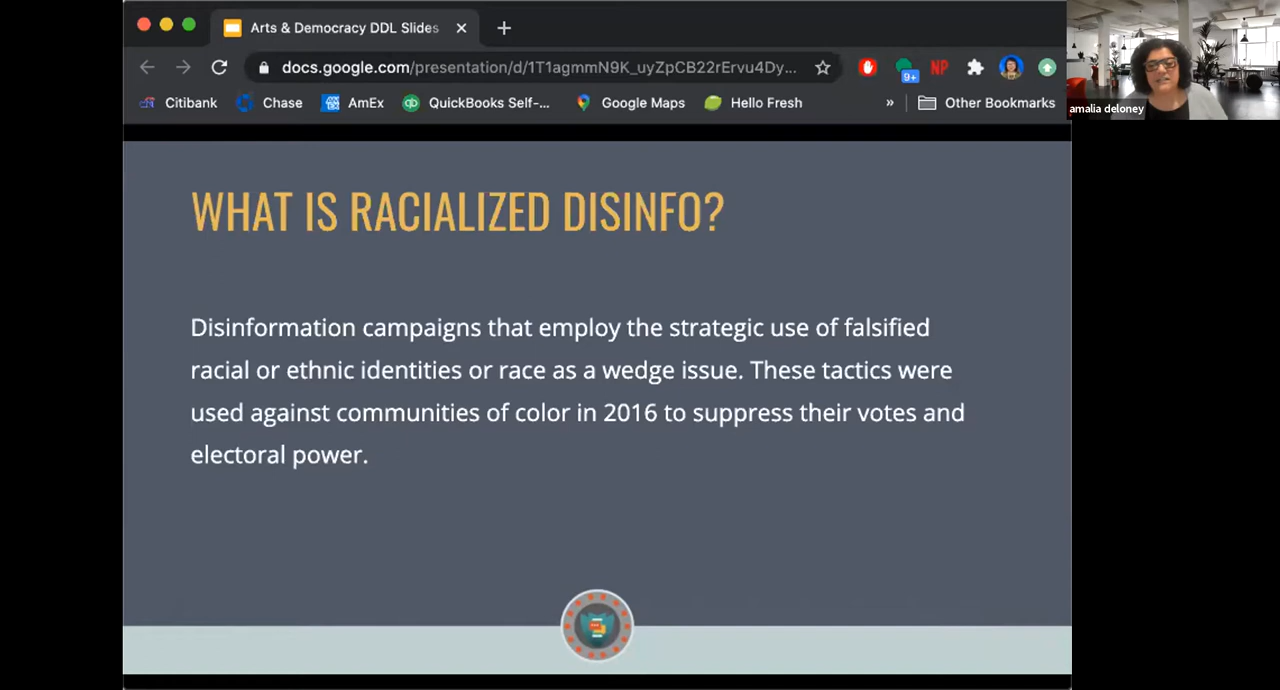 Arts & Democracy DDL Slides
docs.google.com/presentation/d/1T1agmmN9K_uyZpCB22rErvu4Dy...
9+
NP
Citibank
Chase
AmEx
QuickBooks Self-...
Google Maps
Hello Fresh
»
Other Bookmarks
amalia deloney
WHAT IS RACIALIZED DISINFO?
Disinformation campaigns that employ the strategic use of falsified
racial or ethnic identities or race as a wedge issue. These tactics were
used against communities of color in 2016 to suppress their votes and
electoral power.